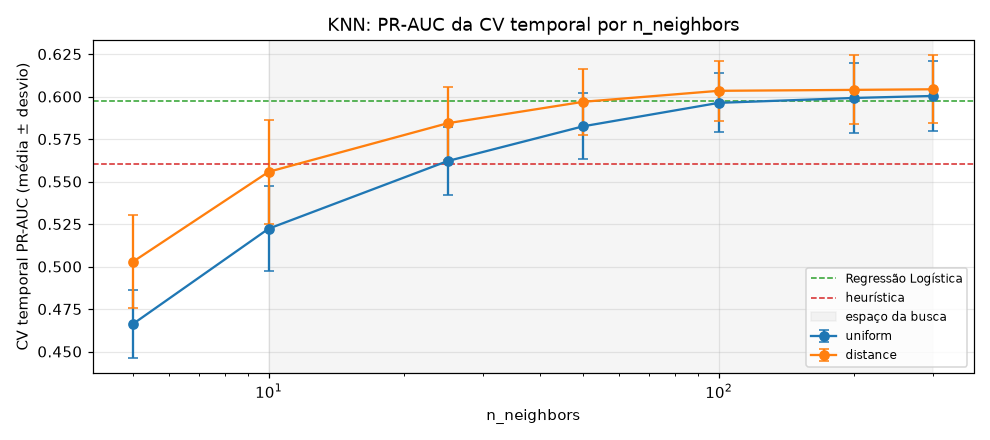 KNN: PR-AUC da CV temporal por n_neighbors
CV temporal PR-AUC (média ± desvio)
0.625
0.600
0.575
0.550
0.525
0.500
0.475
0.450
10¹
10²
n_neighbors
Regressão Logística
heurística
espaço da busca
uniform
distance